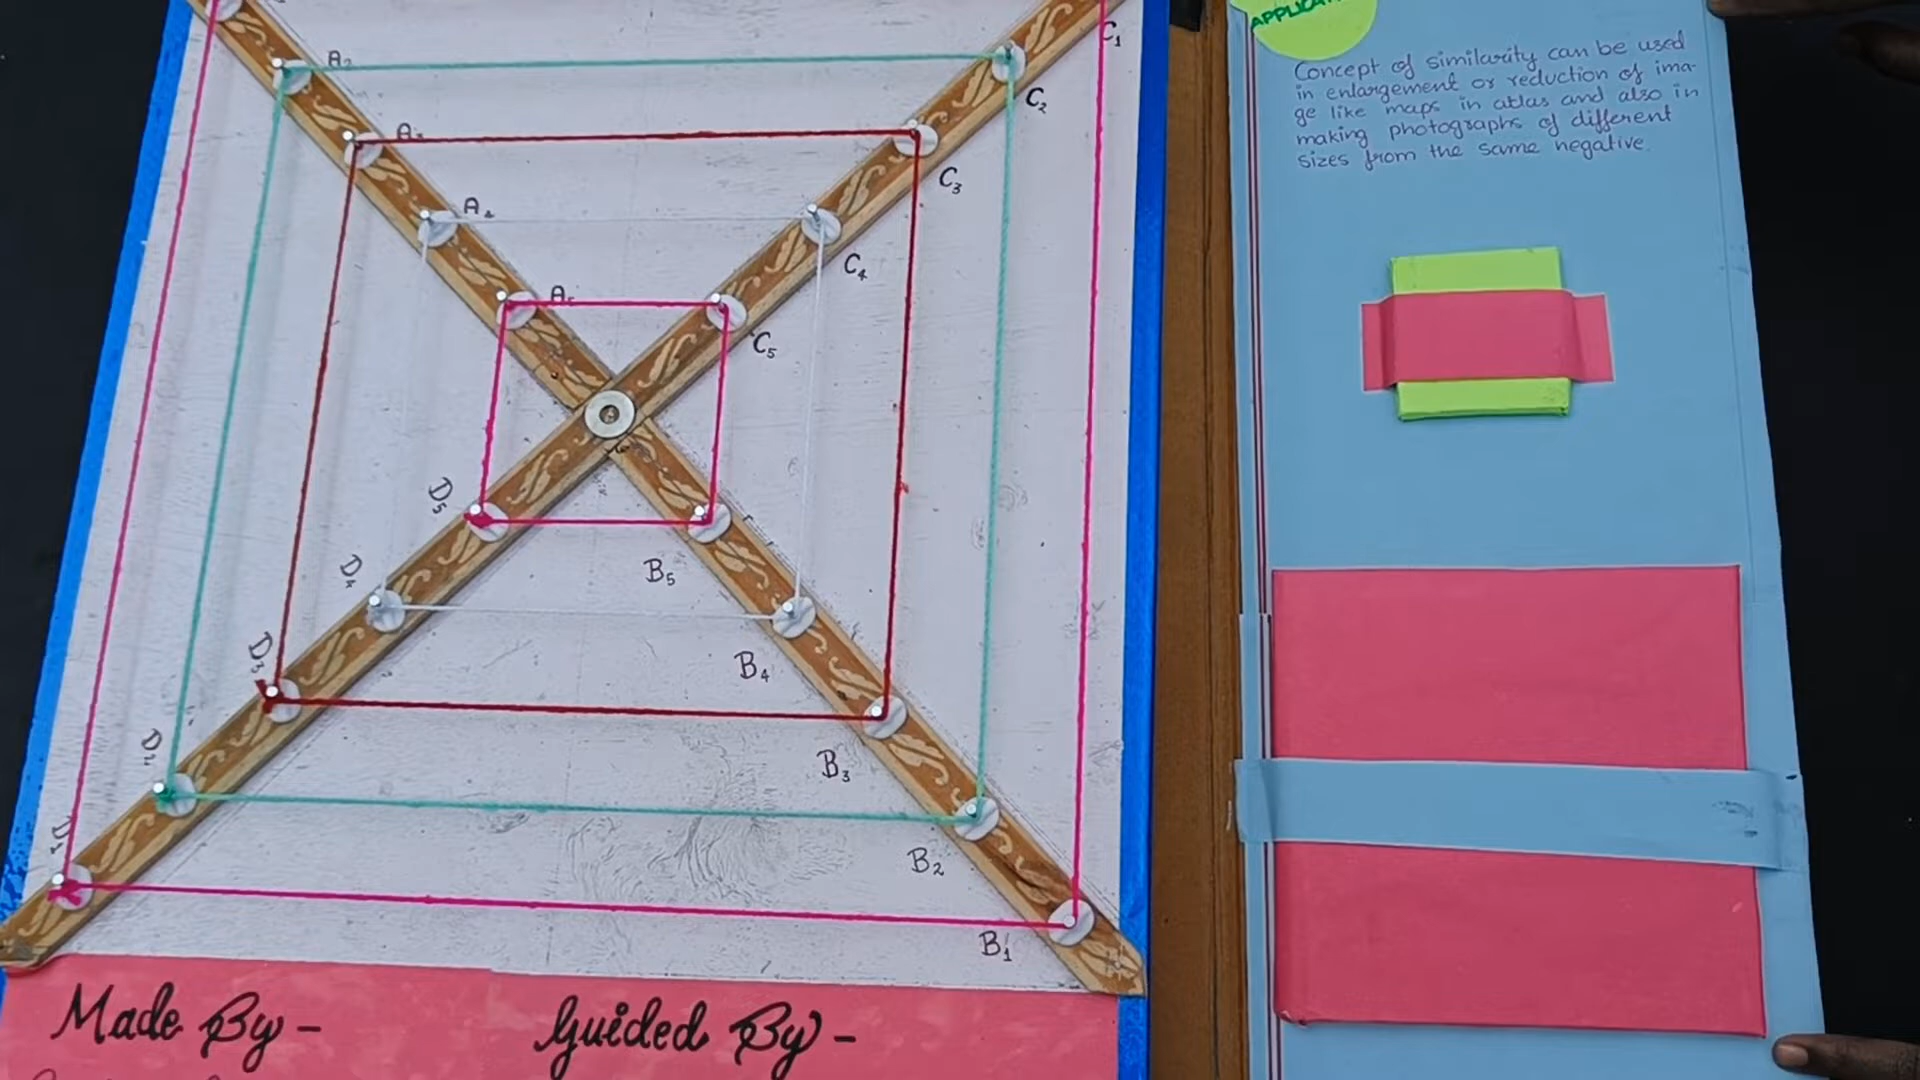 C₁
A₂
C₂
A₃
C₃
A₄
C₄
A₅
C₅
D₅
B₅
D₄
B₄
D₃
B₃
D₂
B₂
B₁
Made By -
Guided By -
Concept of similarity can be used
in enlargement or reduction of ima-
ge like maps in atlas and also in
making photographs of different
sizes from the same negative.